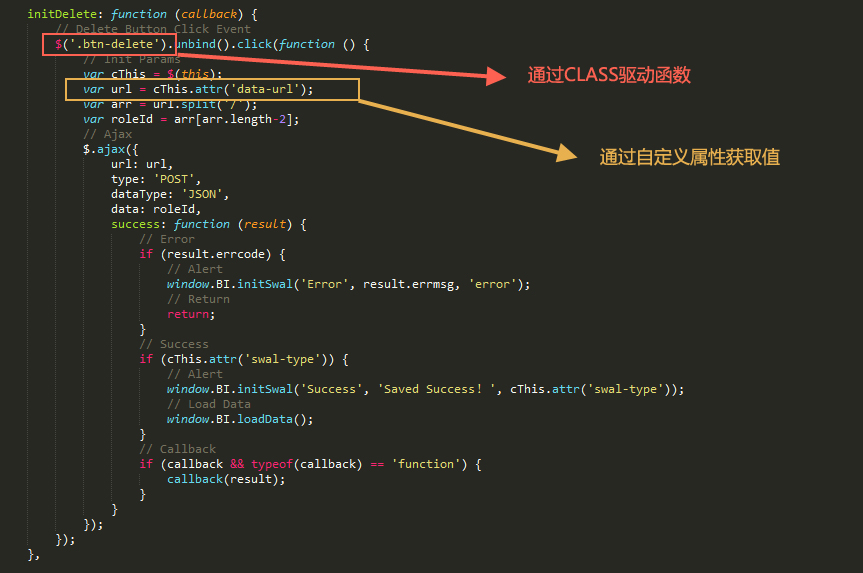 initDelete: function (callback) {
// Delete Button Click Event
$('.btn-delete').unbind().click(function () {
// Init Params
通过CLASS驱动函数
var cThis = $(this);
var url = cThis.attr('data-url');
var arr = url.split('/');
var roleId = arr[arr.length-2];
// Ajax
$.ajax({
通过自定义属性获取值
url: url,
type: 'POST',
dataType: 'JSON',
data: roleId,
success: function (result) {
// Error
if (result.errcode) {
// Alert
window.BI.initSwal('Error', result.errmsg, 'error');
// Return
return;
}
// Success
if (cThis.attr('swal-type')) {
// Alert
window.BI.initSwal('Success', 'Saved Success! ', cThis.attr('swal-type'));
// Load Data
window.BI.loadData();
}
// Callback
if (callback && typeof(callback) == 'function') {
callback(result);
}
}
});
});
},